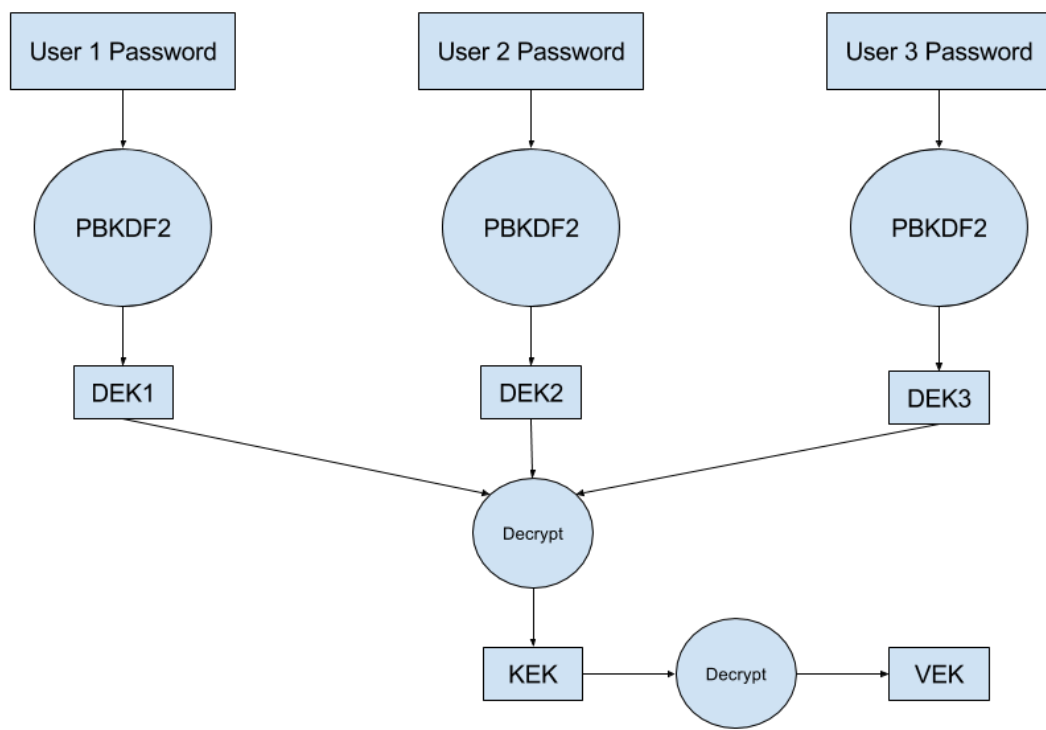 User 1 Password
User 2 Password
User 3 Password
PBKDF2
PBKDF2
PBKDF2
DEK1
DEK2
DEK3
Decrypt
KEK
Decrypt
VEK